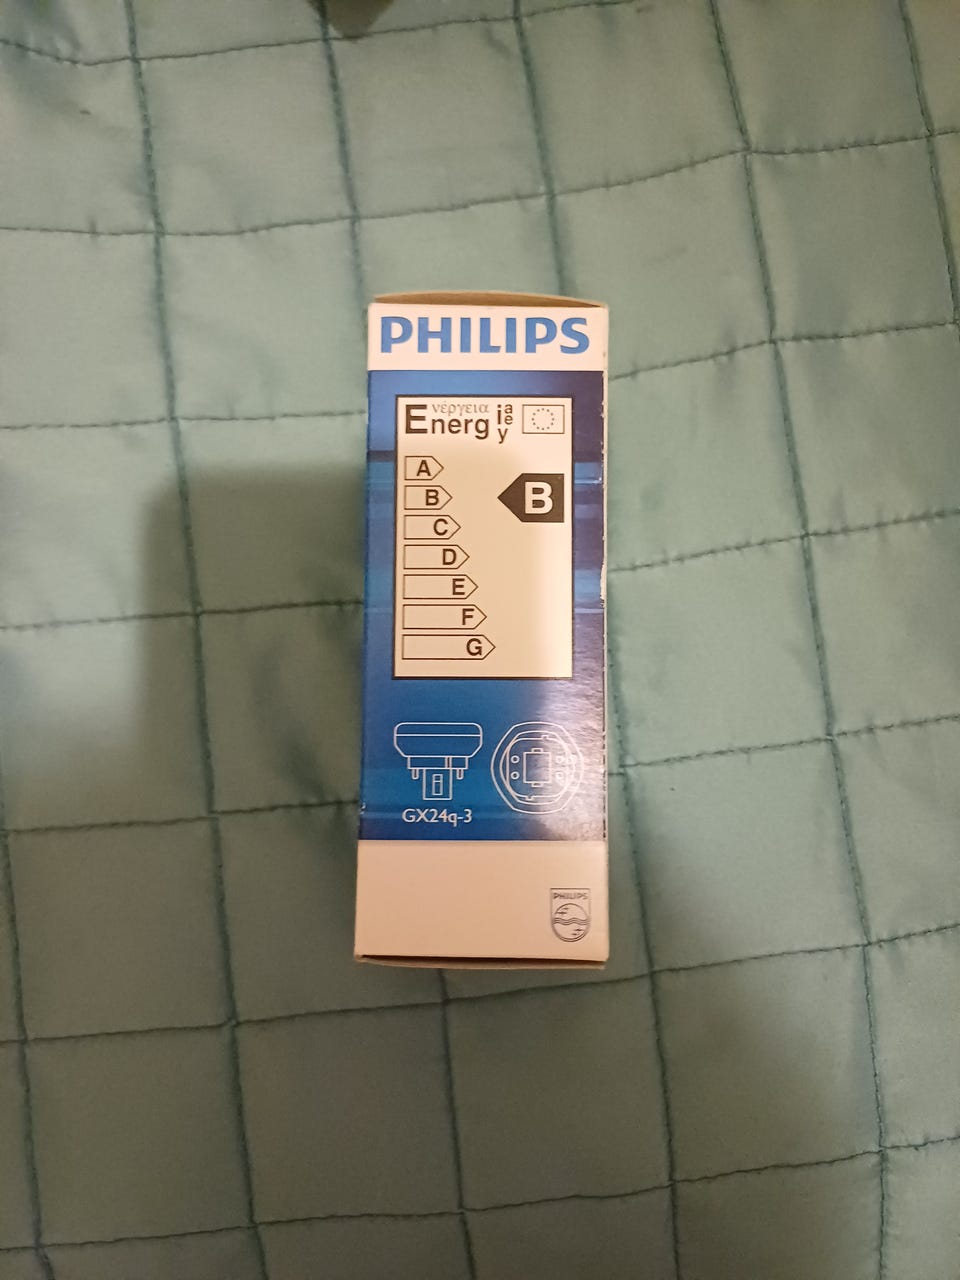 PHILIPS
Ενέργεια
Energ ia
ie
y
A
B
B
C
D
E
F
G
GX24q-3
PHILIPS